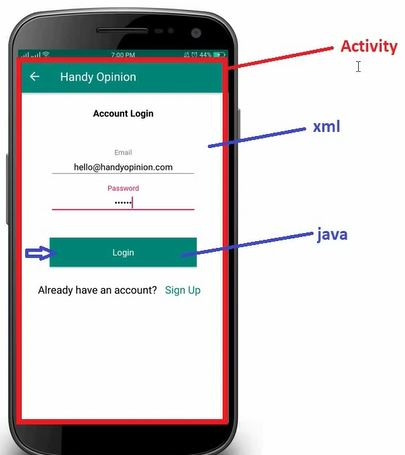 7:00 PM 44%
Activity
Handy Opinion
Account Login
xml
Email
hello@handyopinion.com
Password
••••••
java
Login
Already have an account? Sign Up